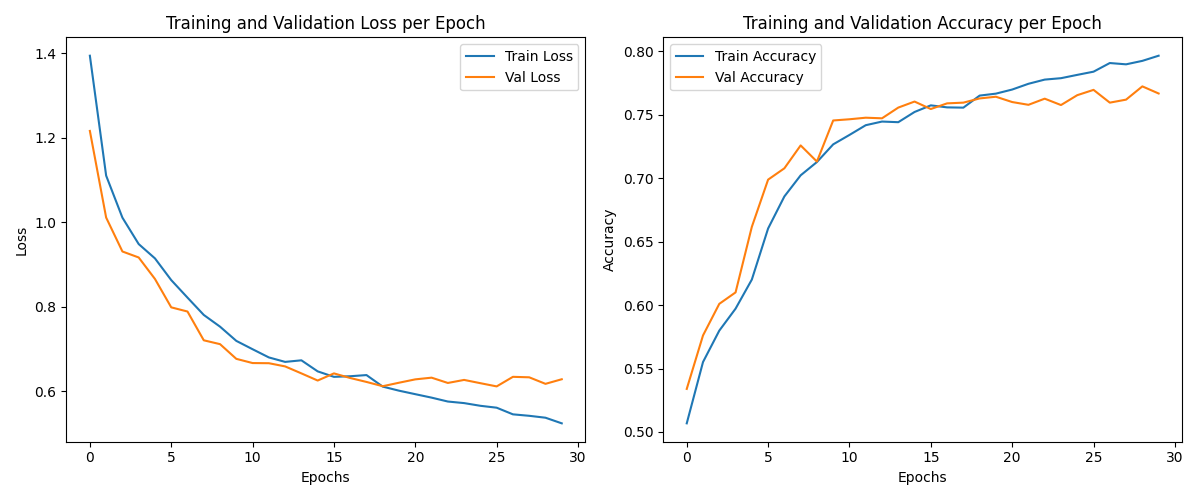 Training and Validation Loss per Epoch
Train Loss
Val Loss
1.4
1.2
1.0
0.8
0.6
Loss
0
5
10
15
20
25
30
Epochs
Training and Validation Accuracy per Epoch
Train Accuracy
Val Accuracy
0.80
0.75
0.70
0.65
0.60
0.55
0.50
Accuracy
0
5
10
15
20
25
30
Epochs